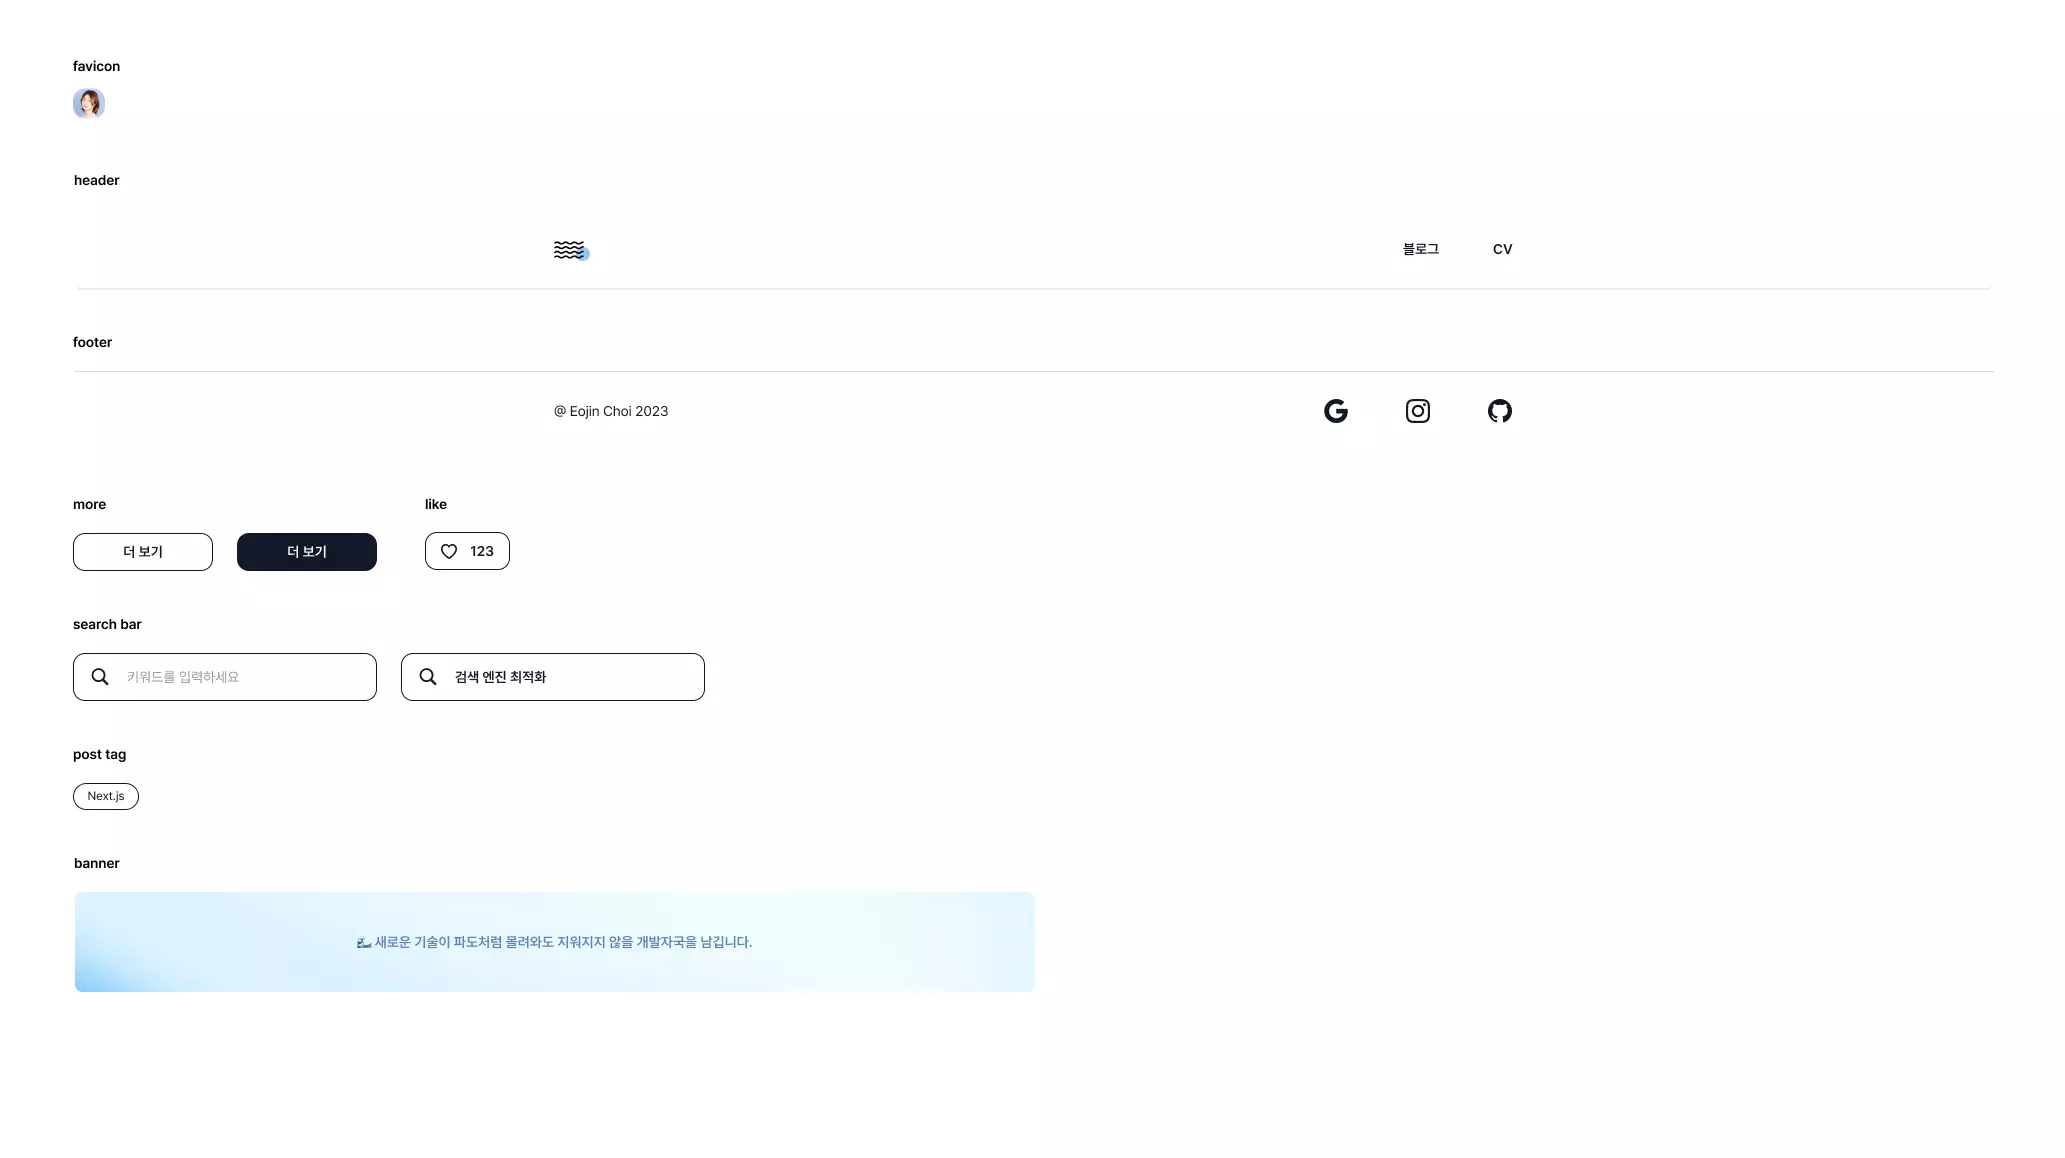 favicon
header
블로그 CV
footer
@ Eojin Choi 2023
more like
더 보기 더 보기 123
search bar
키워드를 입력하세요 검색 엔진 최적화
post tag
Next.js
banner
🌊 새로운 기술이 파도처럼 몰려와도 지워지지 않을 개발자국을 남깁니다.